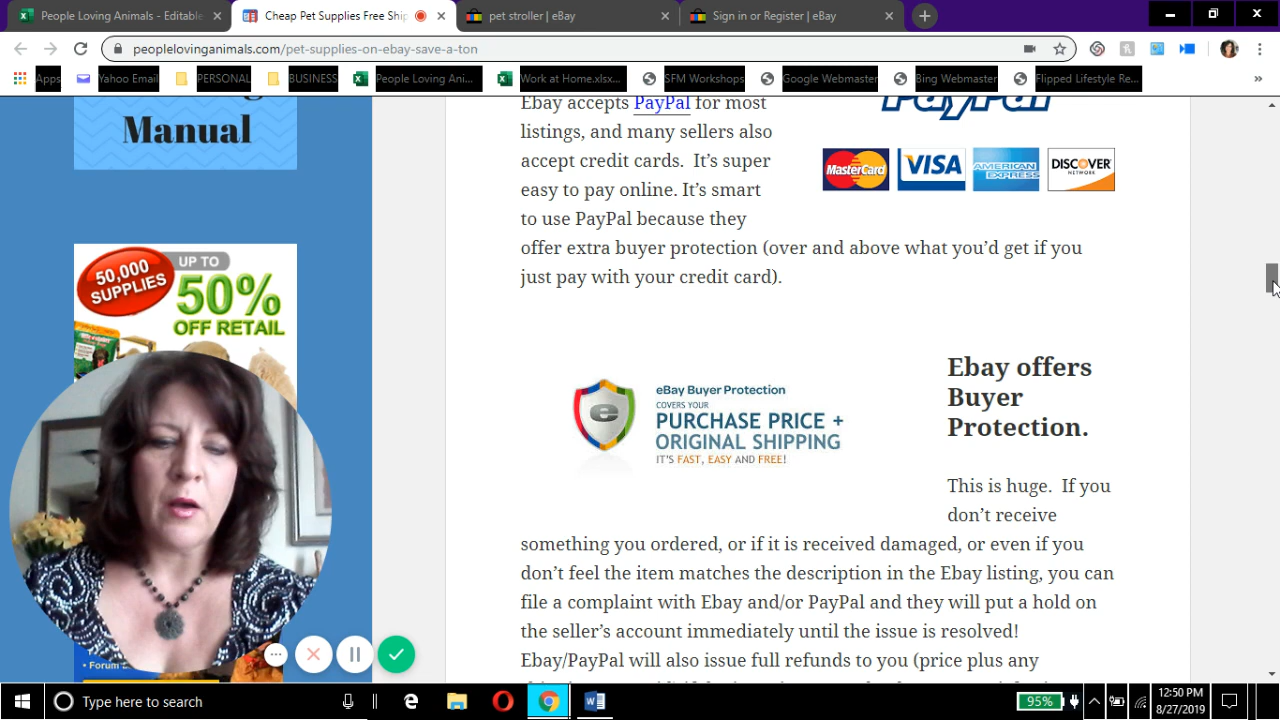 People Loving Animals - Editable
Cheap Pet Supplies Free Ship
pet stroller | eBay
Sign in or Register | eBay
peoplelovinganimals.com/pet-supplies-on-ebay-save-a-ton
Apps
Yahoo Email
PERSONAL
BUSINESS
People Loving Ani...
Work at Home.xlsx...
SFM Workshops
Google Webmaster
Bing Webmaster
Flipped Lifestyle Re...
»
Manual
50,000
SUPPLIES
UP TO
50%
OFF RETAIL
Forum
Ebay accepts PayPal for most
listings, and many sellers also
accept credit cards. It's super
easy to pay online. It's smart
to use PayPal because they
offer extra buyer protection (over and above what you'd get if you
just pay with your credit card).
PayPal
MasterCard
VISA
AMERICAN
EXPRESS
DISCOVER
NETWORK
e
eBay Buyer Protection
COVERS YOUR
PURCHASE PRICE +
ORIGINAL SHIPPING
IT'S FAST, EASY AND FREE!
Ebay offers
Buyer
Protection.
This is huge. If you
don't receive
something you ordered, or if it is received damaged, or even if you
don't feel the item matches the description in the Ebay listing, you can
file a complaint with Ebay and/or PayPal and they will put a hold on
the seller's account immediately until the issue is resolved!
Ebay/PayPal will also issue full refunds to you (price plus any
Type here to search
95%
12:50 PM
8/27/2019